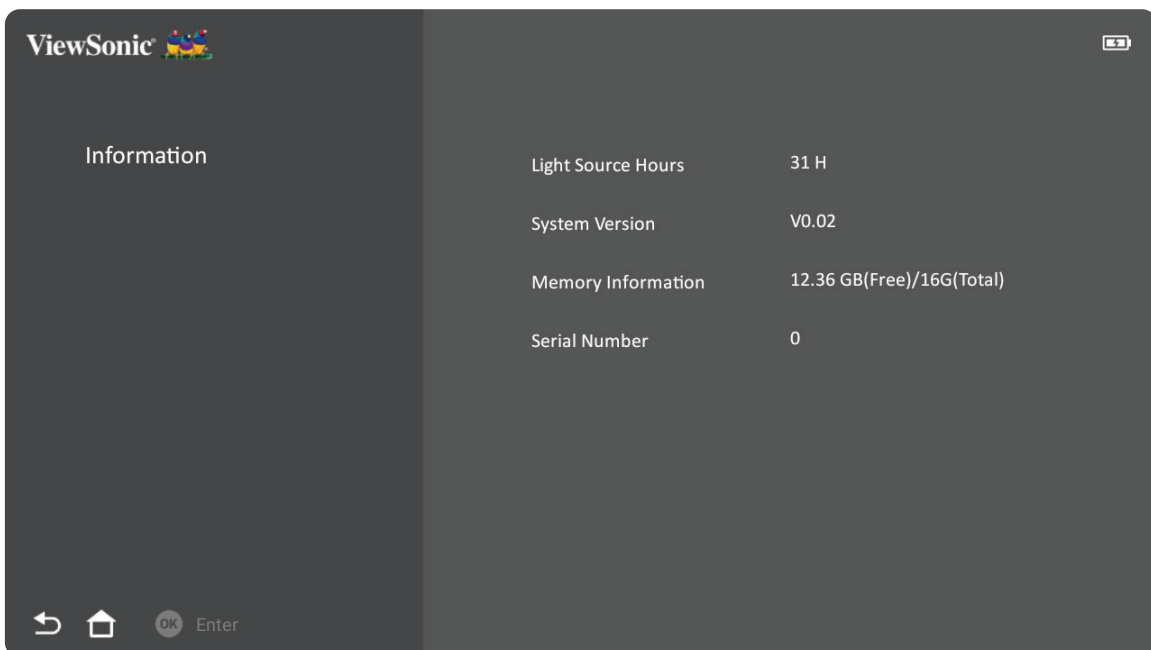 ViewSonic®
Information
Light Source Hours 31 H
System Version V0.02
Memory Information 12.36 GB(Free)/16G(Total)
Serial Number 0
OK Enter